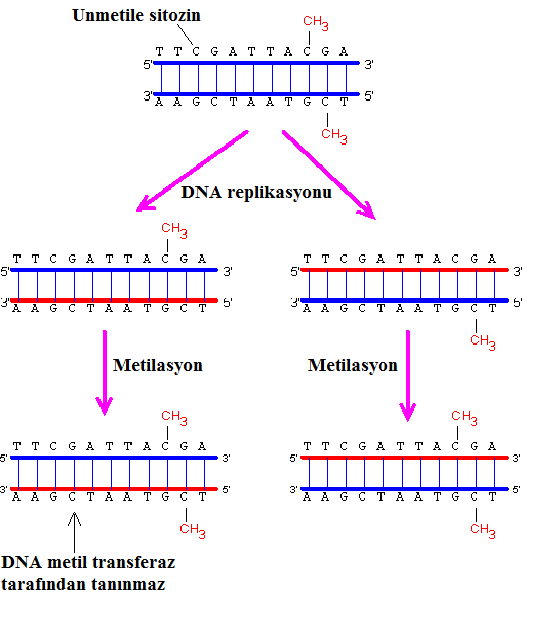 Unmetile sitozin
CH3
T T C G A T T A C G A
5' 3'
3' 5'
A A G C T A A T G C T
CH3
DNA replikasyonu
CH3
T T C G A T T A C G A
5' 3'
3' 5'
A A G C T A A T G C T
T T C G A T T A C G A
5' 3'
3' 5'
A A G C T A A T G C T
CH3
Metilasyon
Metilasyon
CH3
T T C G A T T A C G A
5' 3'
3' 5'
A A G C T A A T G C T
CH3
CH3
T T C G A T T A C G A
5' 3'
3' 5'
A A G C T A A T G C T
CH3
DNA metil transferaz
tarafından tanınmaz